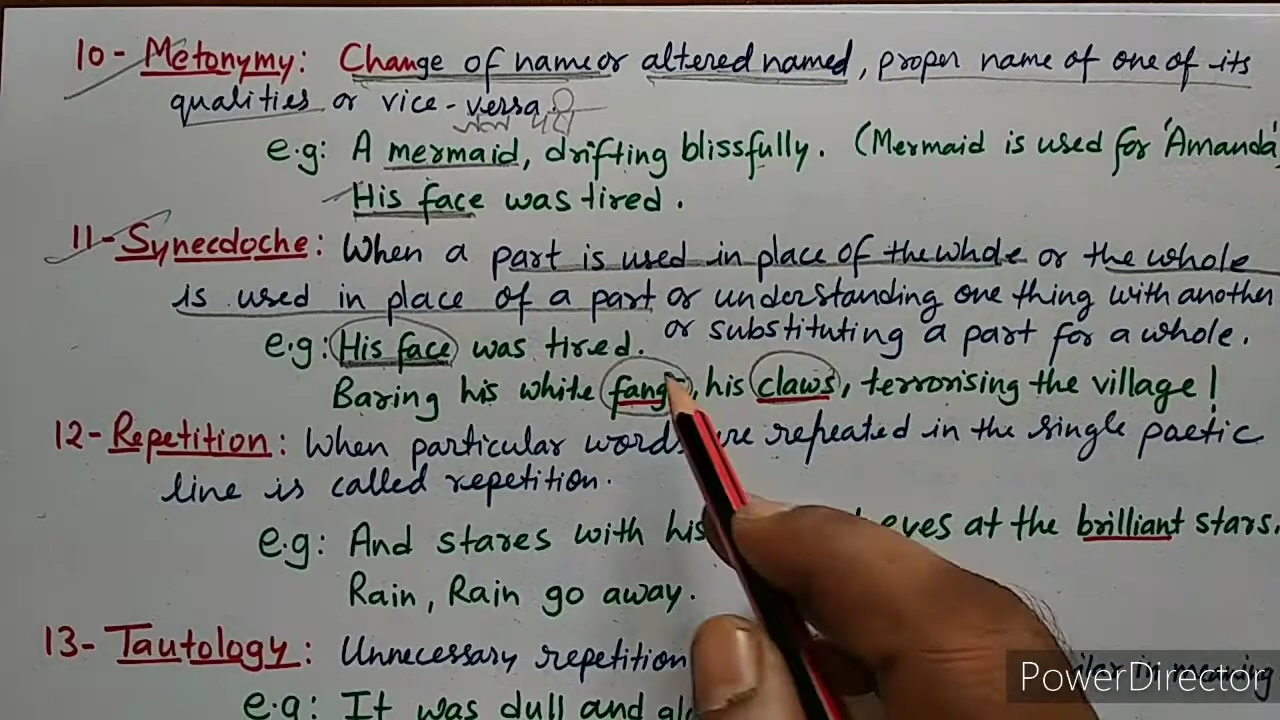 10- Metonymy: Change of name or altered named, proper name of one of its
qualities or vice-versa.
e.g: A mermaid, drifting blissfully. (Mermaid is used for 'Amanda'
His face was tired.
11- Synecdoche: When a part is used in place of the whole or the whole
is used in place of a part or understanding one thing with another
or substituting a part for a whole.
e.g: His face was tired.
Baring his white fangs, his claws, terrorising the village!
12- Repetition: When particular words are repeated in the single poetic
line is called repetition.
e.g: And stares with his eyes at the brilliant stars.
Rain, Rain go away.
13- Tautology: Unnecessary repetition in meaning
e.g: It was dull and
PowerDirector